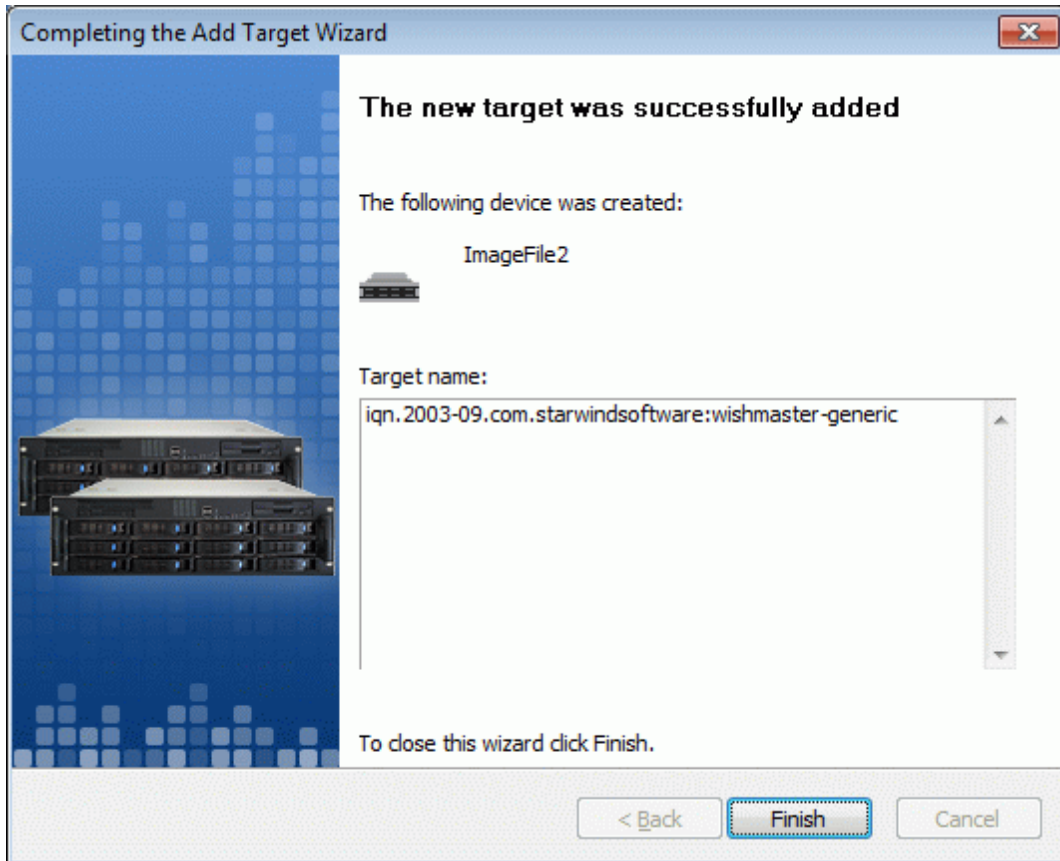 Completing the Add Target Wizard
The new target was successfully added
The following device was created:
ImageFile2
Target name:
iqn.2003-09.com.starwindsoftware:wishmaster-generic
To close this wizard click Finish.
< Back
Finish
Cancel